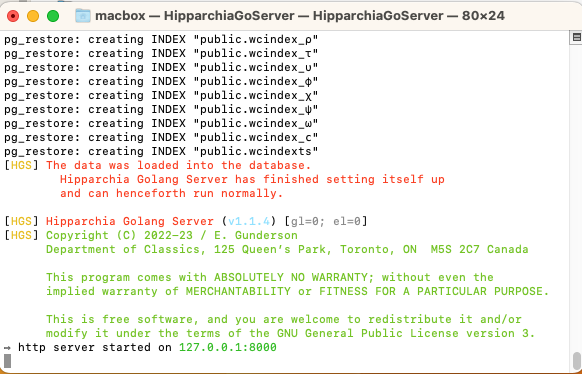 macbox — HipparchiaGoServer — HipparchiaGoServer — 80×24
pg_restore: creating INDEX "public.wcindex_ρ"
pg_restore: creating INDEX "public.wcindex_τ"
pg_restore: creating INDEX "public.wcindex_υ"
pg_restore: creating INDEX "public.wcindex_φ"
pg_restore: creating INDEX "public.wcindex_χ"
pg_restore: creating INDEX "public.wcindex_ψ"
pg_restore: creating INDEX "public.wcindex_ω"
pg_restore: creating INDEX "public.wcindex_ϲ"
pg_restore: creating INDEX "public.wcindexts"
[HGS] The data was loaded into the database.
Hipparchia Golang Server has finished setting itself up
and can henceforth run normally.
[HGS] Hipparchia Golang Server (v1.1.4) [gl=0; el=0]
[HGS] Copyright (C) 2022-23 / E. Gunderson
Department of Classics, 125 Queen’s Park, Toronto, ON  M5S 2C7 Canada
This program comes with ABSOLUTELY NO WARRANTY; without even the
implied warranty of MERCHANTABILITY or FITNESS FOR A PARTICULAR PURPOSE.
This is free software, and you are welcome to redistribute it and/or
modify it under the terms of the GNU General Public License version 3.
⇨ http server started on 127.0.0.1:8000